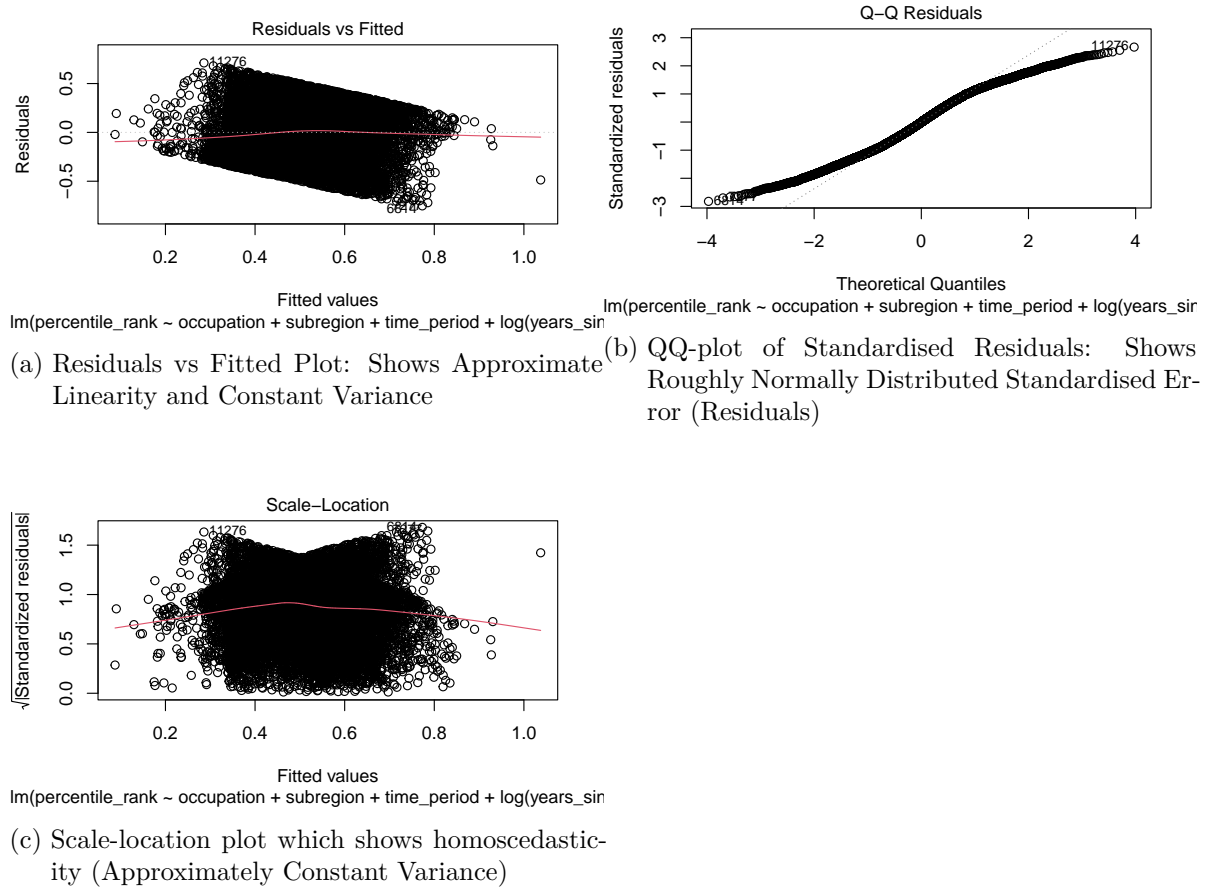 Residuals vs Fitted
Residuals
0.5
0.0
−0.5
11276
6814
0.2 0.4 0.6 0.8 1.0
Fitted values
lm(percentile_rank ~ occupation + subregion + time_period + log(years_sin
(a) Residuals vs Fitted Plot: Shows Approximate
Linearity and Constant Variance
Q−Q Residuals
Standardized residuals
3
2
1
−1
−3
11276
−4 −2 0 2 4
Theoretical Quantiles
lm(percentile_rank ~ occupation + subregion + time_period + log(years_sin
(b) QQ-plot of Standardised Residuals: Shows
Roughly Normally Distributed Standardised Er-
ror (Residuals)
Scale−Location
√|Standardized residuals|
1.5
1.0
0.5
0.0
11276
0.2 0.4 0.6 0.8 1.0
Fitted values
lm(percentile_rank ~ occupation + subregion + time_period + log(years_sin
(c) Scale-location plot which shows homoscedastic-
ity (Approximately Constant Variance)